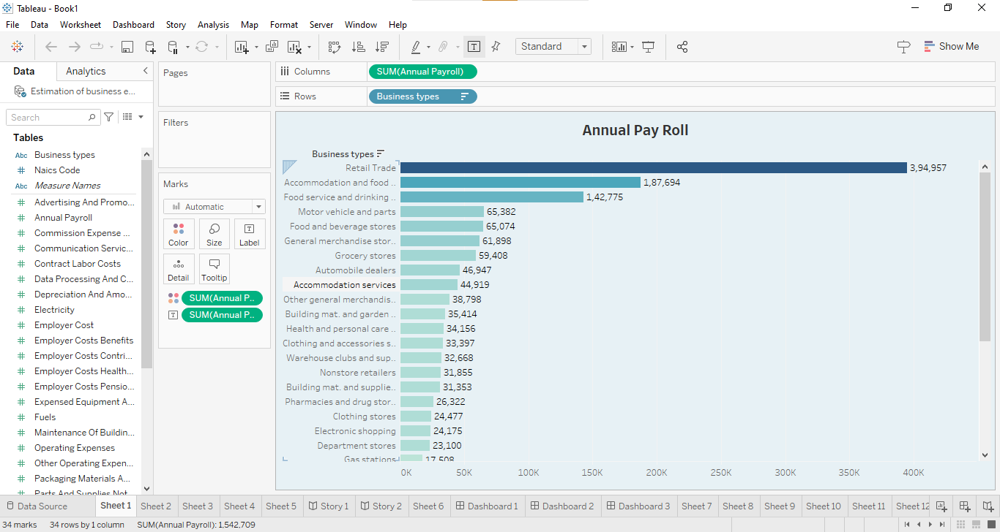 Tableau - Book1
File Data Worksheet Dashboard Story Analysis Map Format Server Window Help
Standard
Show Me
Data Analytics
Estimation of business e...
Search
Tables
Abc Business types
# Naics Code
Abc Measure Names
# Advertising And Promo...
# Annual Payroll
# Commission Expense ...
# Communication Servic...
# Contract Labor Costs
# Data Processing And C...
# Depreciation And Amo...
# Electricity
# Employer Cost
# Employer Costs Benefits
# Employer Costs Contri...
# Employer Costs Health...
# Employer Costs Pensio...
# Expensed Equipment A...
# Fuels
# Maintenance Of Buildin...
# Operating Expenses
# Other Operating Expen...
# Packaging Materials A...
Parts And Supplies Not
Pages
Filters
Marks
Automatic
Color Size Label
Detail Tooltip
SUM(Annual P..
SUM(Annual P..
Columns SUM(Annual Payroll)
Rows Business types
Annual Pay Roll
Business types
Retail Trade 3,94,957
Accommodation and food .. 1,87,694
Food service and drinking .. 1,42,775
Motor vehicle and parts 65,382
Food and beverage stores 65,074
General merchandise stor.. 61,898
Grocery stores 59,408
Automobile dealers 46,947
Accommodation services 44,919
Other general merchandis.. 38,798
Building mat. and garden .. 35,414
Health and personal care .. 34,156
Clothing and accessories s.. 33,397
Warehouse clubs and sup.. 32,668
Nonstore retailers 31,855
Building mat. and supplie.. 31,353
Pharmacies and drug stor.. 26,322
Clothing stores 24,477
Electronic shopping 24,175
Department stores 23,100
Gas stations 17,508
0K 50K 100K 150K 200K 250K 300K 350K 400K
Data Source Sheet 1 Sheet 2 Sheet 3 Sheet 4 Sheet 5 Story 1 Story 2 Sheet 6 Dashboard 1 Dashboard 2 Dashboard 3 Sheet 7 Sheet 8 Sheet 9 Sheet 10 Sheet 11 Sheet 12
34 marks 34 rows by 1 column SUM(Annual Payroll): 1,542,709